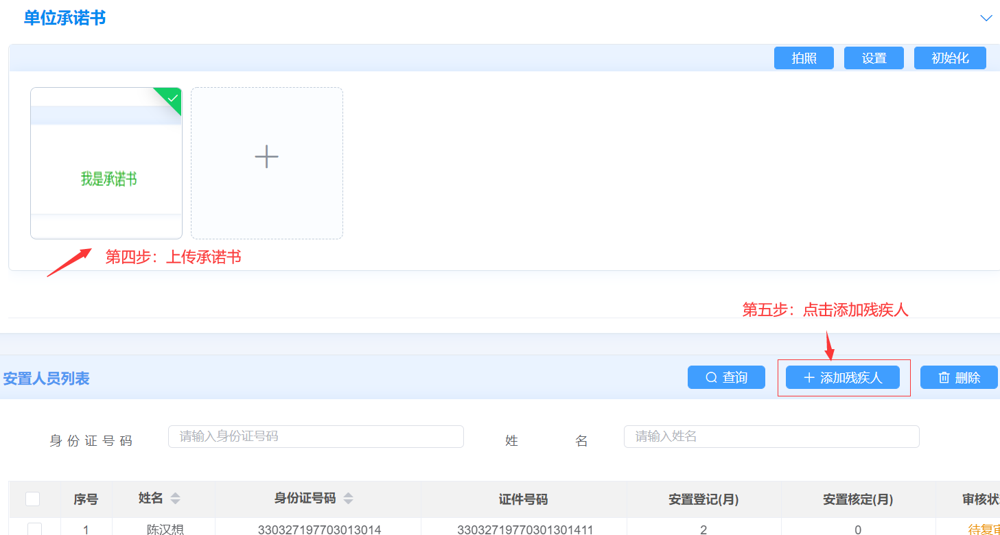 单位承诺书
拍照 设置 初始化
我是承诺书
第四步：上传承诺书
第五步：点击添加残疾人
安置人员列表 查询 添加残疾人 删除
身份证号码 请输入身份证号码 姓名 请输入姓名
序号 姓名 身份证号码 证件号码 安置登记(月) 安置核定(月) 审核状
1 陈汉想 330327197703013014 33032719770301301411 2 0 待复审